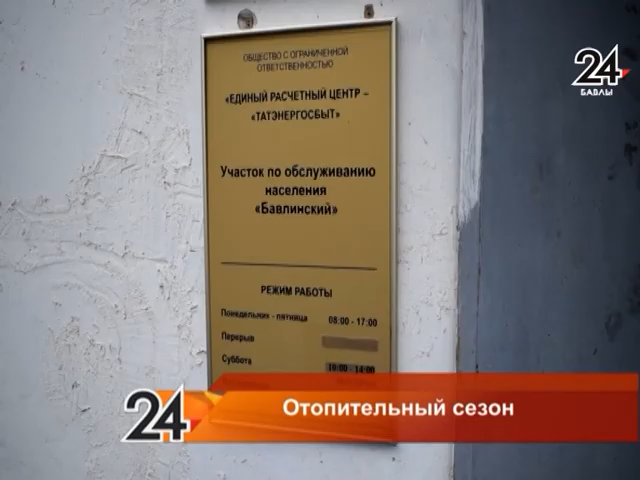 ОБЩЕСТВО С ОГРАНИЧЕННОЙ
ОТВЕТСТВЕННОСТЬЮ
«ЕДИНЫЙ РАСЧЕТНЫЙ ЦЕНТР –
«ТАТЭНЕРГОСБЫТ»
Участок по обслуживанию
населения
«Бавлинский»
РЕЖИМ РАБОТЫ
Понедельник - пятница 08:00 - 17:00
Перерыв
Суббота 10:00 - 14:00
24
БАВЛЫ
24 Отопительный сезон